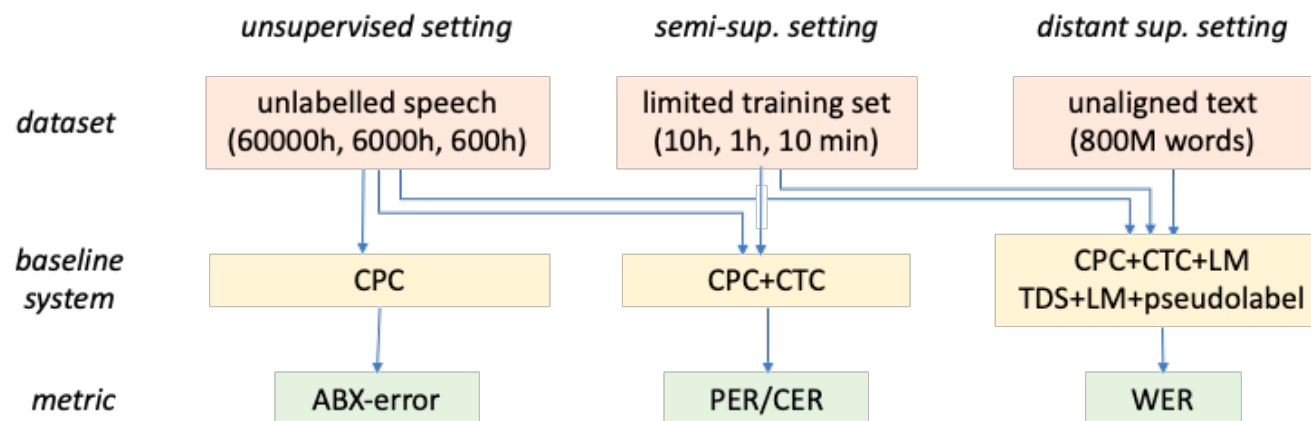 unsupervised setting
semi-sup. setting
distant sup. setting
dataset
unlabelled speech
(60000h, 6000h, 600h)
limited training set
(10h, 1h, 10 min)
unaligned text
(800M words)
baseline
system
CPC
CPC+CTC
CPC+CTC+LM
TDS+LM+pseudolabel
metric
ABX-error
PER/CER
WER